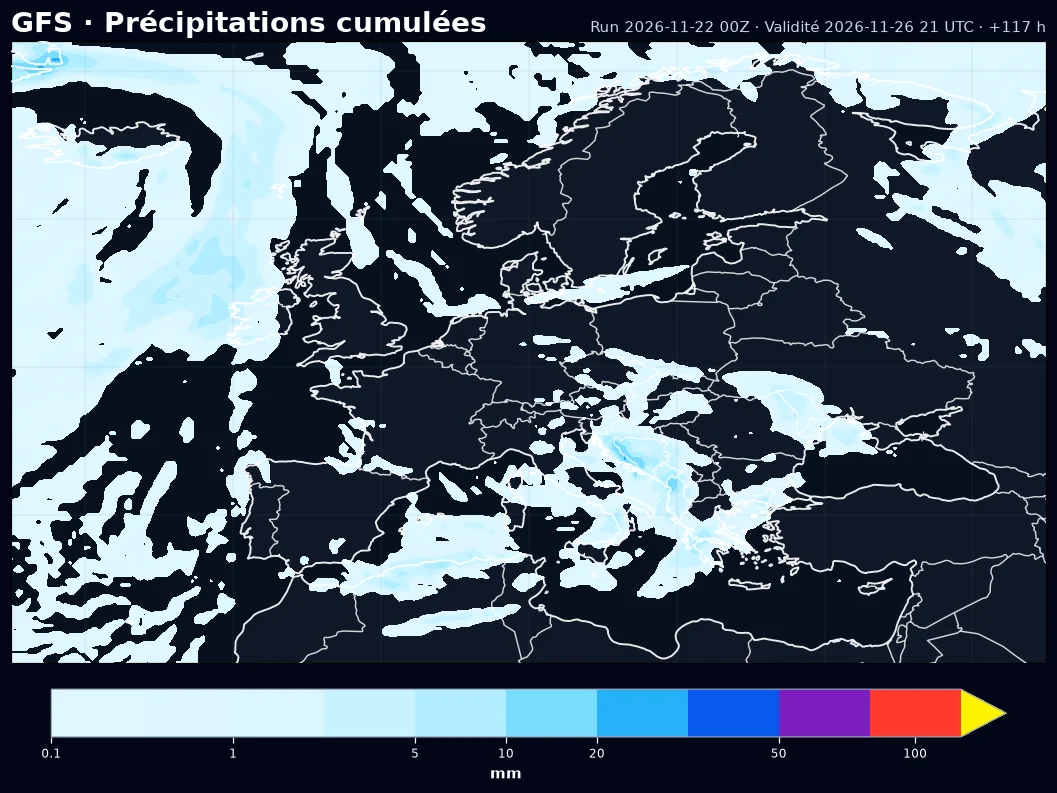 GFS · Précipitations cumulées
Run 2026-11-22 00Z · Validité 2026-11-26 21 UTC · +117 h
0.1 1 5 10 20 50 100
mm